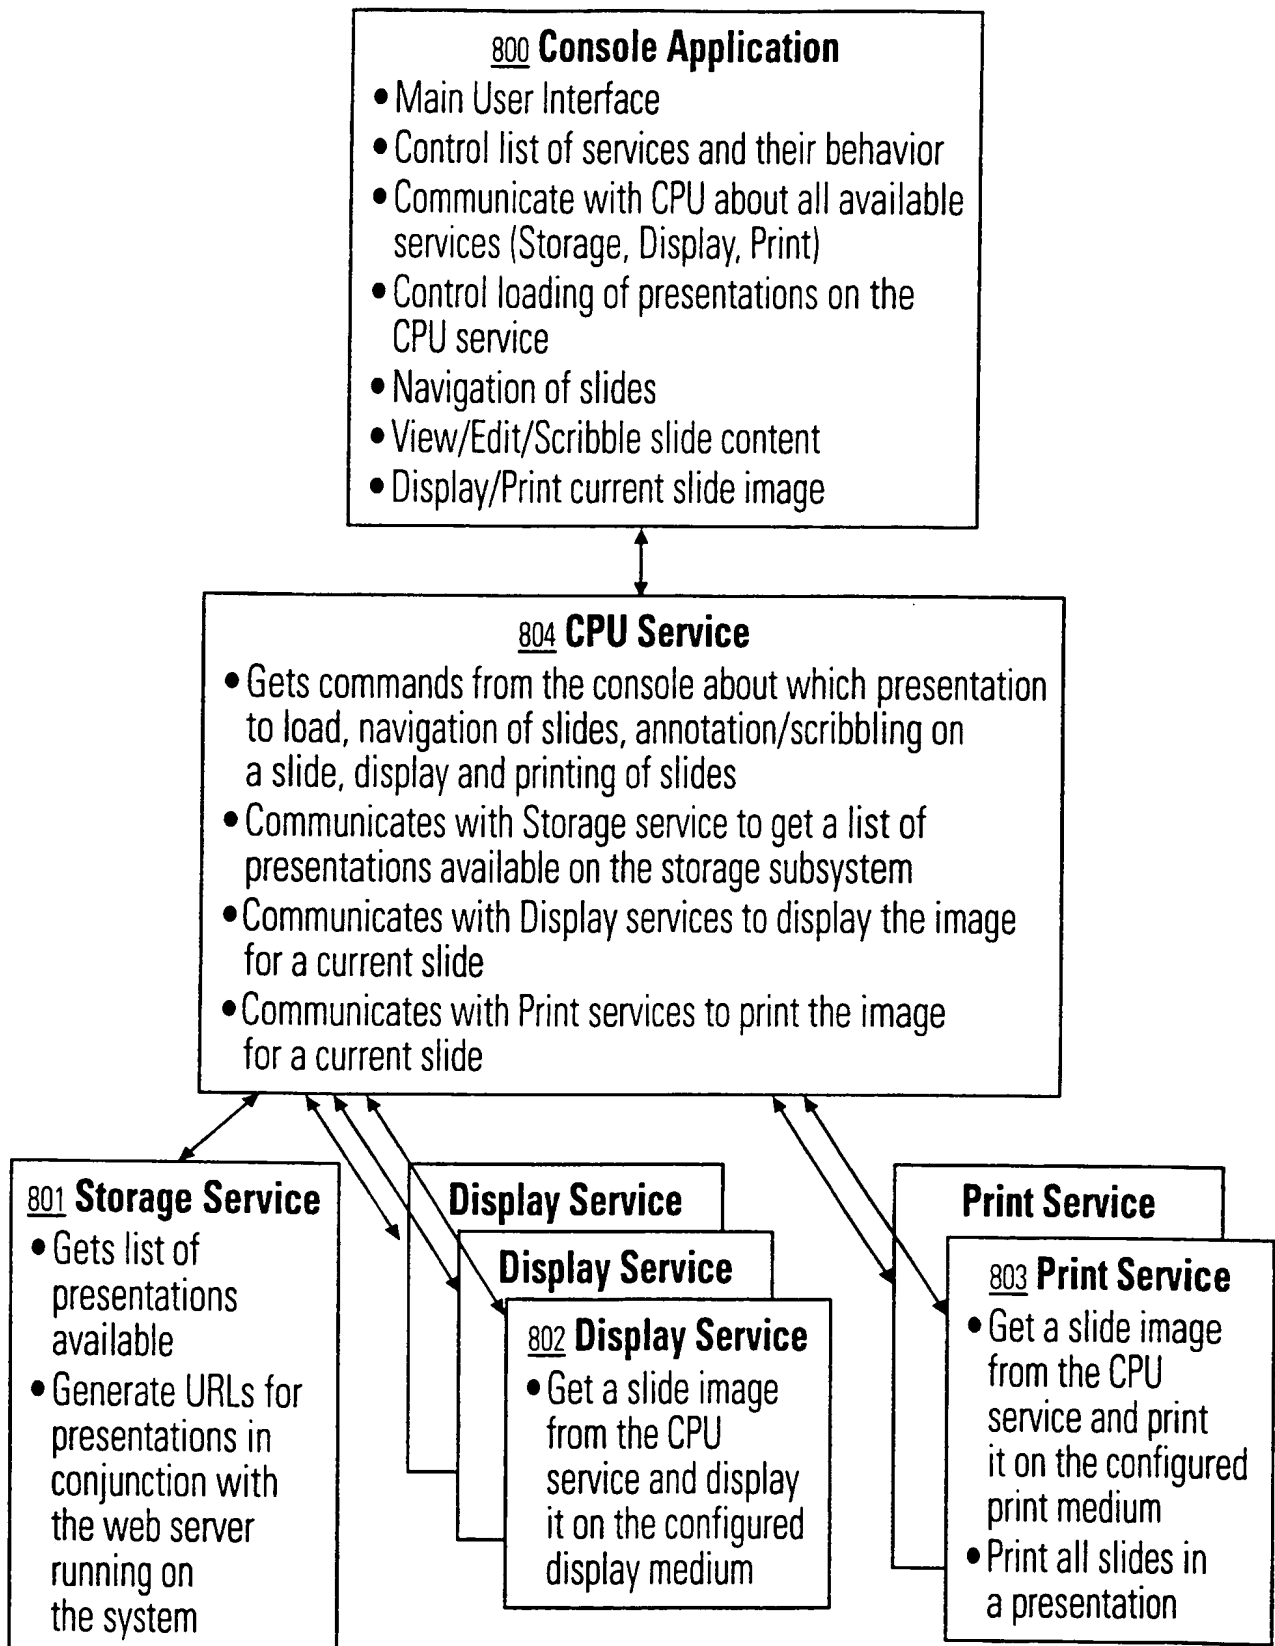 800 Console Application
• Main User Interface
• Control list of services and their behavior
• Communicate with CPU about all available
services (Storage, Display, Print)
• Control loading of presentations on the
CPU service
• Navigation of slides
• View/Edit/Scribble slide content
• Display/Print current slide image
804 CPU Service
• Gets commands from the console about which presentation
to load, navigation of slides, annotation/scribbling on
a slide, display and printing of slides
• Communicates with Storage service to get a list of
presentations available on the storage subsystem
• Communicates with Display services to display the image
for a current slide
• Communicates with Print services to print the image
for a current slide
801 Storage Service
• Gets list of
presentations
available
• Generate URLs for
presentations in
conjunction with
the web server
running on
the system
Display Service
Display Service
802 Display Service
• Get a slide image
from the CPU
service and display
it on the configured
display medium
Print Service
803 Print Service
• Get a slide image
from the CPU
service and print
it on the configured
print medium
• Print all slides in
a presentation